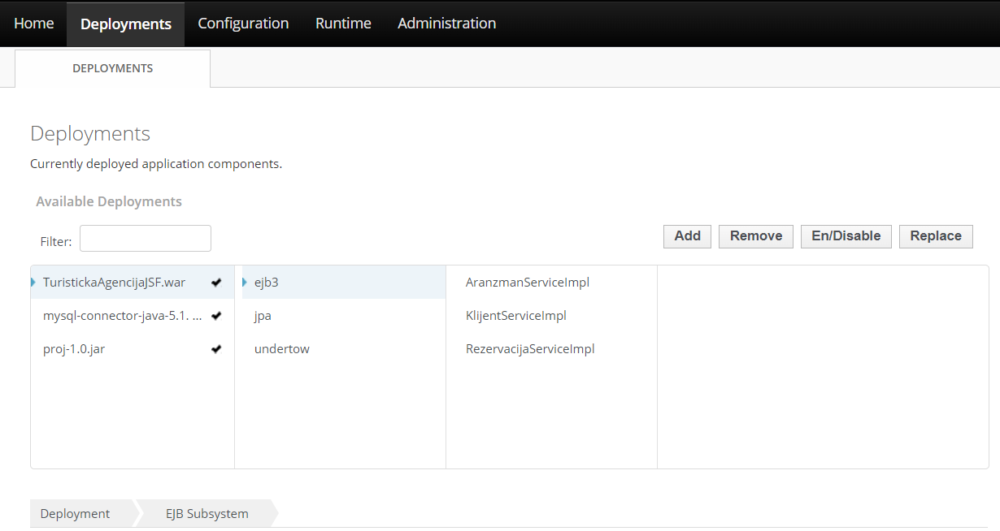 Home Deployments Configuration Runtime Administration
DEPLOYMENTS
Deployments
Currently deployed application components.
Available Deployments
Filter: Add Remove En/Disable Replace
TuristickaAgencijaJSF.war ejb3 AranzmanServiceImpl
mysql-connector-java-5.1. ... jpa KlijentServiceImpl
proj-1.0.jar undertow RezervacijaServiceImpl
Deployment EJB Subsystem